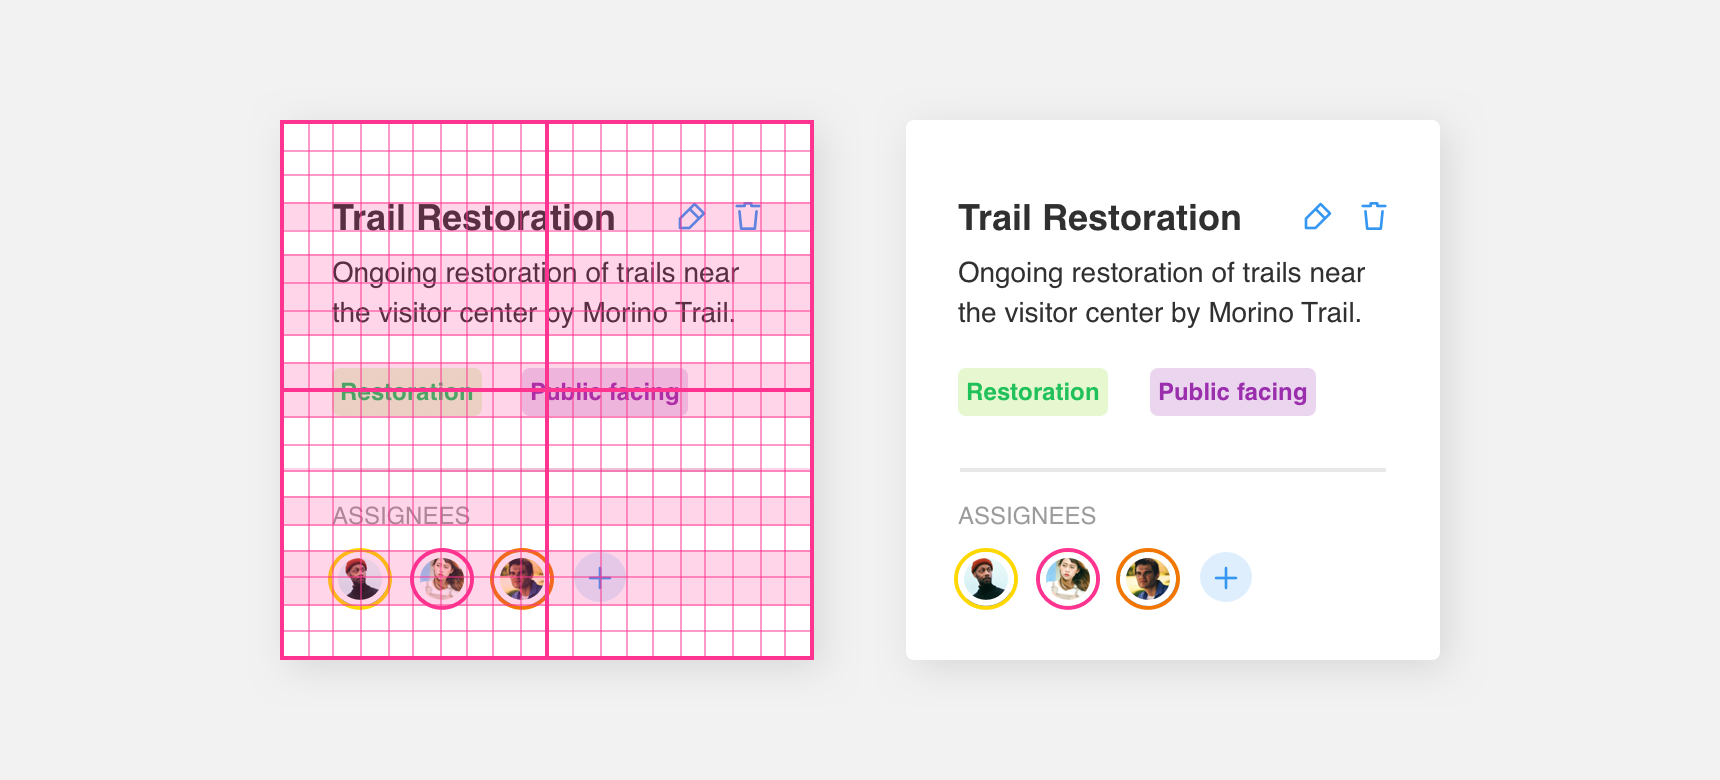 Trail Restoration
Ongoing restoration of trails near
the visitor center by Morino Trail.
Restoration Public facing
ASSIGNEES
Trail Restoration
Ongoing restoration of trails near
the visitor center by Morino Trail.
Restoration Public facing
ASSIGNEES